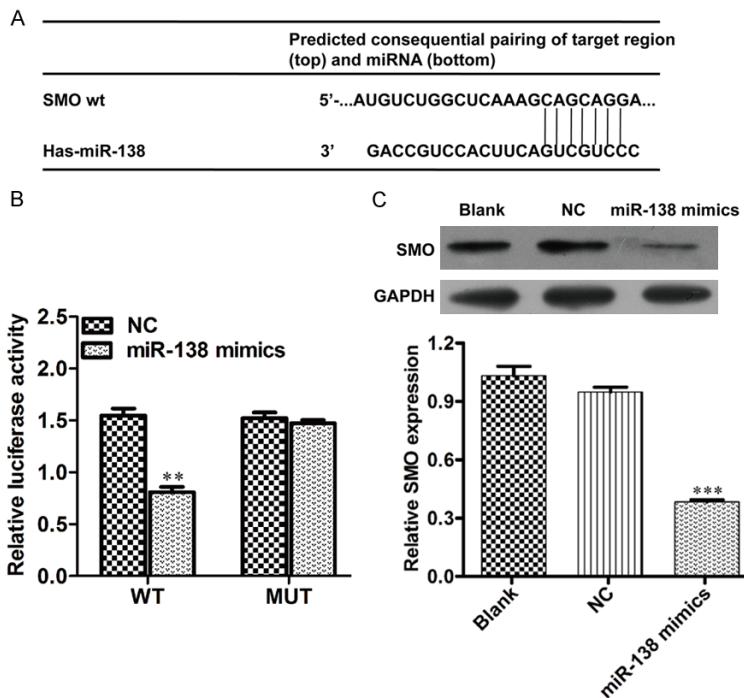 A
Predicted consequential pairing of target region
(top) and miRNA (bottom)
SMO wt 5'-...AUGUCUGGCUCAAAGCAGCAGGA...
Has-miR-138 3' GACCGUCCACUUCAGUCGUCCC
B
2.5
2.0
1.5
1.0
0.5
0.0
Relative luciferase activity
NC
miR-138 mimics
**
WT MUT
C
Blank NC miR-138 mimics
SMO
GAPDH
1.2
0.9
0.6
0.3
0.0
Relative SMO expression
***
Blank
NC
miR-138 mimics